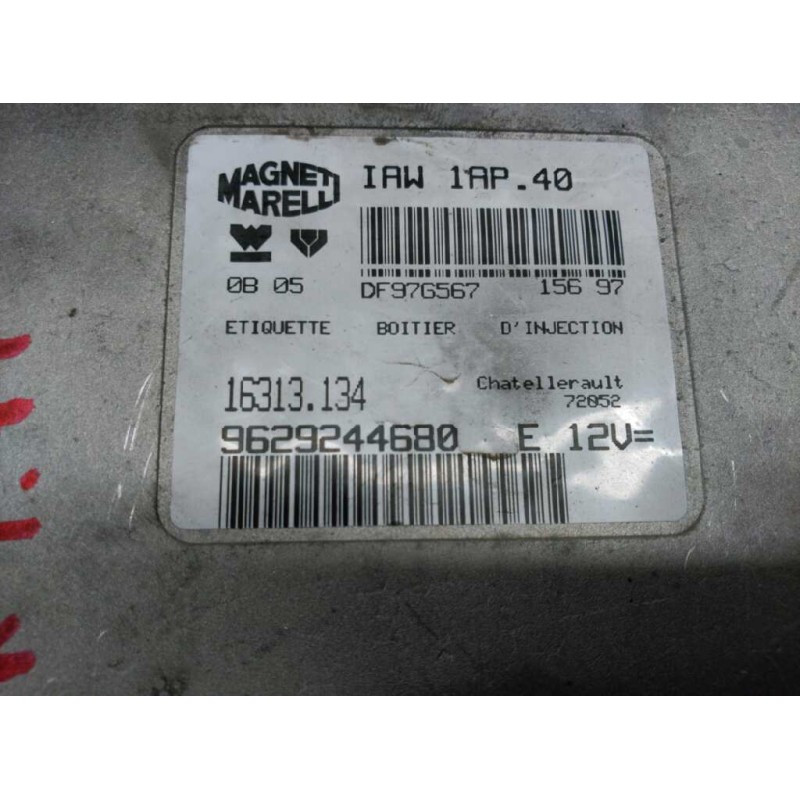 MAGNETI
MARELLI
IAW 1AP.40
0B 05
DF976567
156 97
ETIQUETTE BOITIER D'INJECTION
16313.134
Chatellerault
72052
9629244680 E 12V=